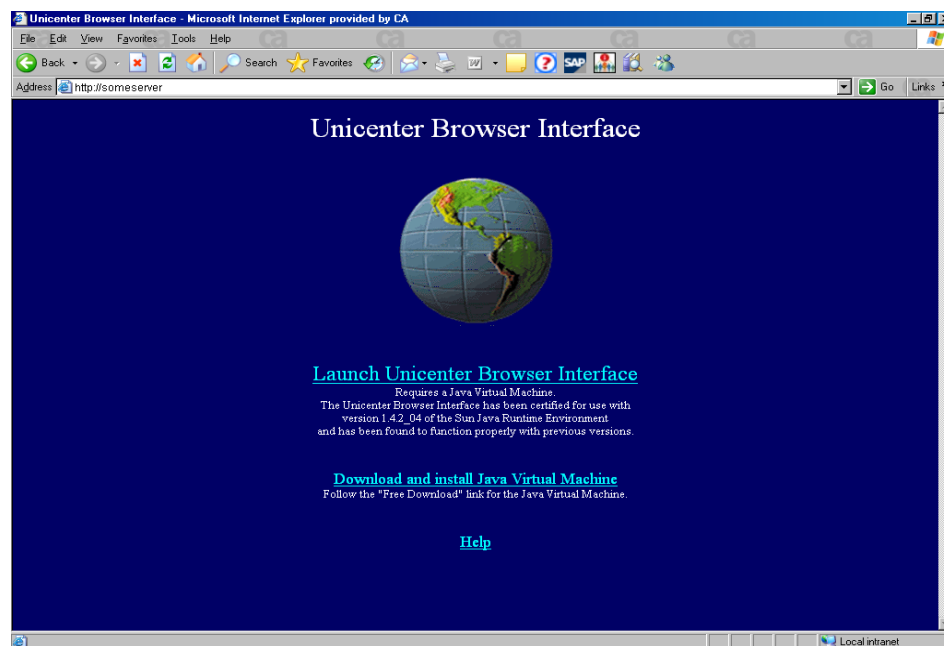 Unicenter Browser Interface - Microsoft Internet Explorer provided by CA
File Edit View Favorites Tools Help
Back Search Favorites W ? SAP
Address http://someserver Go Links
Unicenter Browser Interface
Launch Unicenter Browser Interface
Requires a Java Virtual Machine.
The Unicenter Browser Interface has been certified for use with
version 1.4.2_04 of the Sun Java Runtime Environment
and has been found to function properly with previous versions.
Download and install Java Virtual Machine
Follow the "Free Download" link for the Java Virtual Machine.
Help
Local intranet